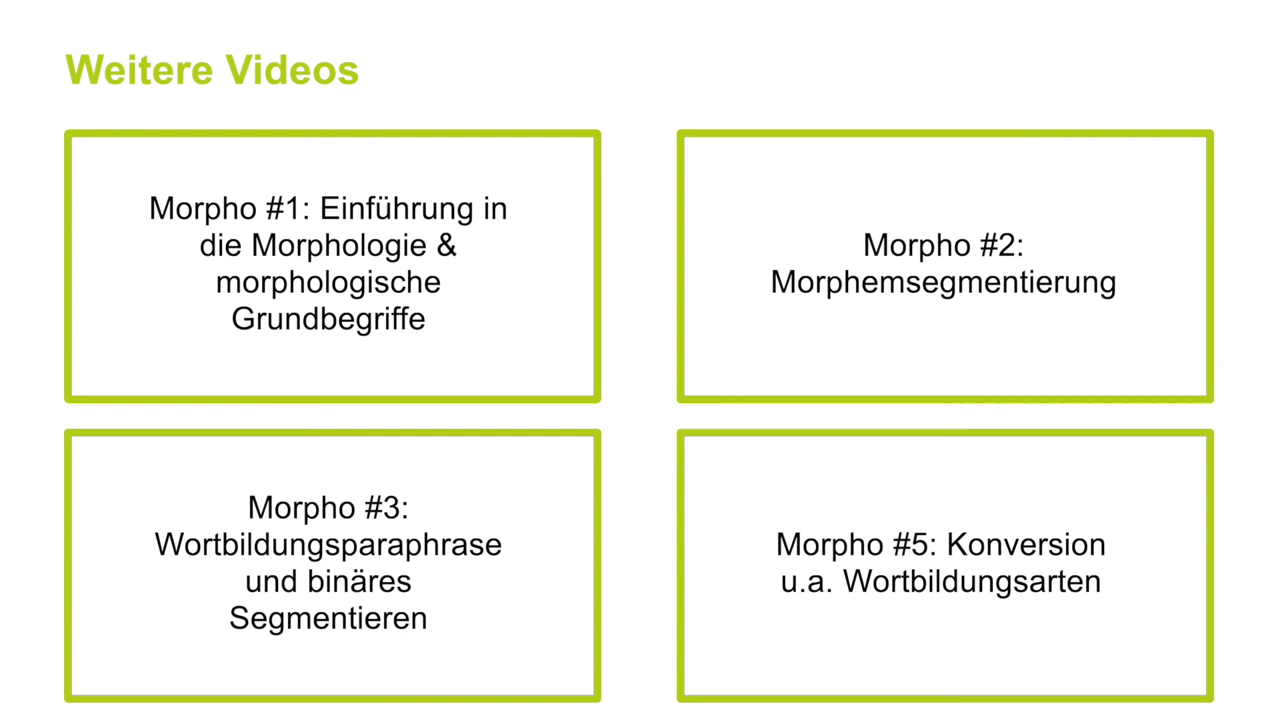 Weitere Videos
Morpho #1: Einführung in
die Morphologie &
morphologische
Grundbegriffe
Morpho #2:
Morphemsegmentierung
Morpho #3:
Wortbildungsparaphrase
und binäres
Segmentieren
Morpho #5: Konversion
u.a. Wortbildungsarten